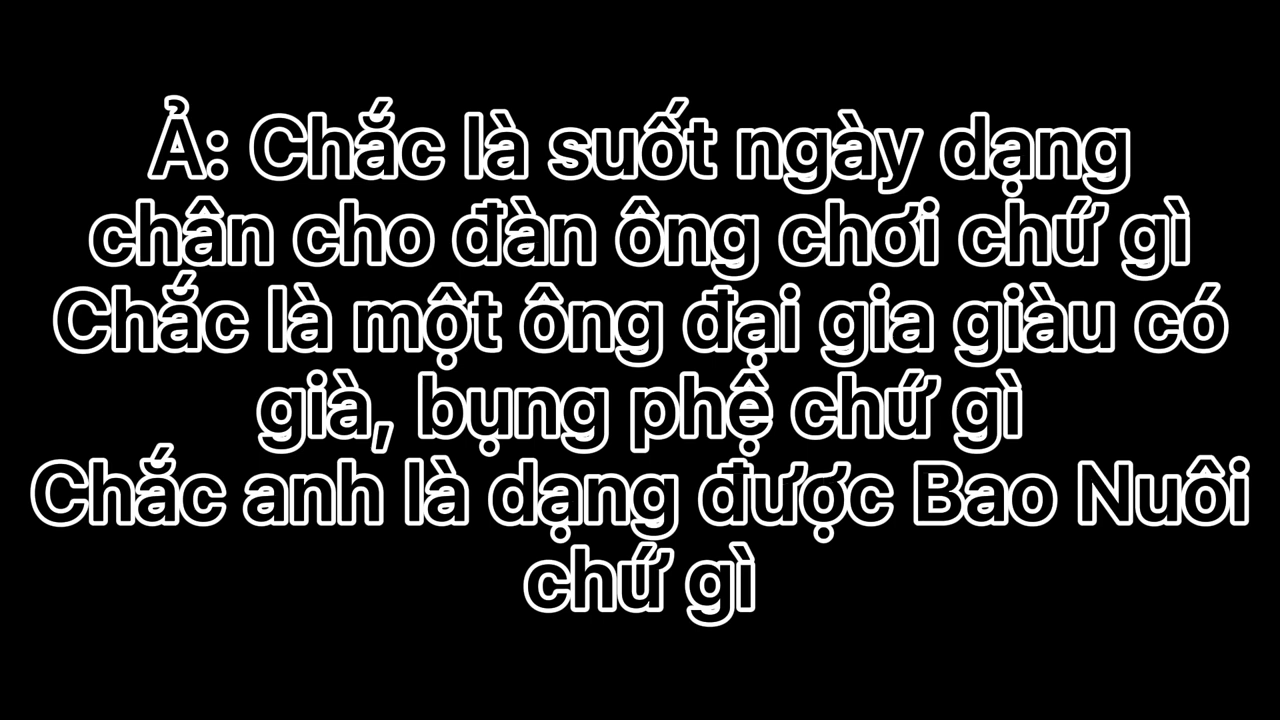 Ả: Chắc là suốt ngày dạng
chân cho đàn ông chơi chứ gì
Chắc là một ông đại gia giàu có
già, bụng phệ chứ gì
Chắc anh là dạng được Bao Nuôi
chứ gì